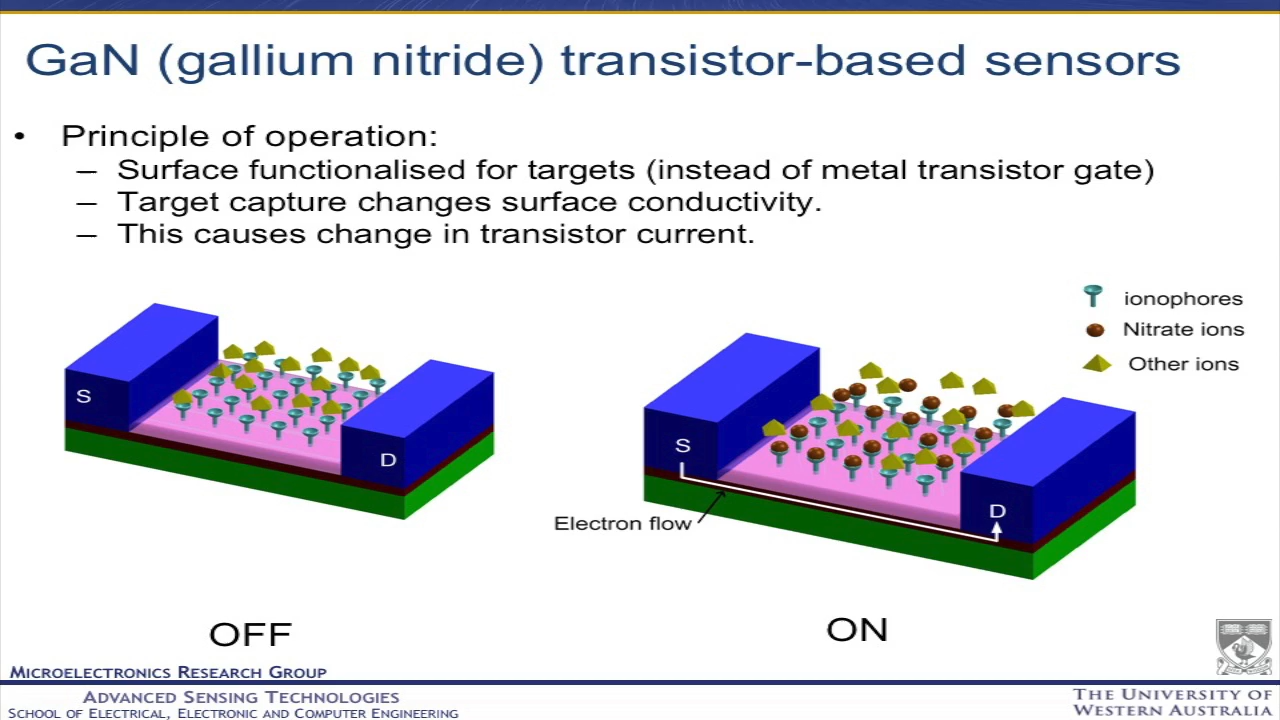 GaN (gallium nitride) transistor-based sensors
• Principle of operation:
– Surface functionalised for targets (instead of metal transistor gate)
– Target capture changes surface conductivity.
– This causes change in transistor current.
ionophores
Nitrate ions
Other ions
S
D
S
D
Electron flow
OFF
ON
MICROELECTRONICS RESEARCH GROUP
ADVANCED SENSING TECHNOLOGIES
SCHOOL OF ELECTRICAL, ELECTRONIC AND COMPUTER ENGINEERING
THE UNIVERSITY OF
WESTERN AUSTRALIA